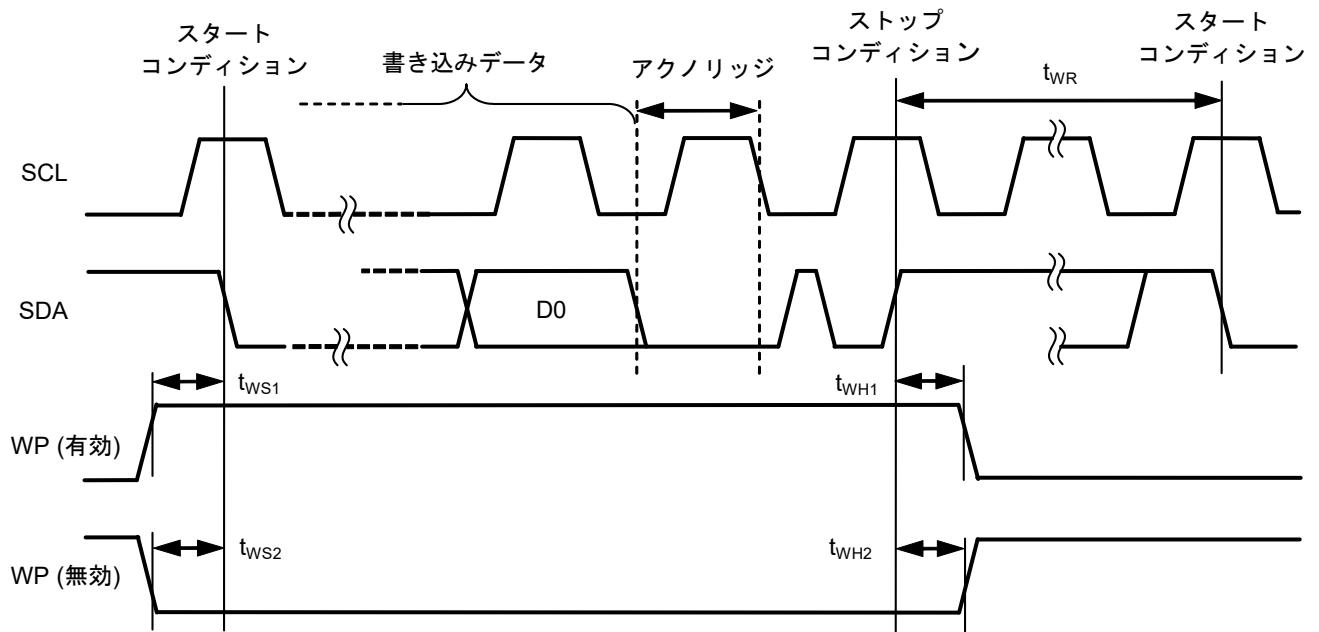 スタート
コンディション
書き込みデータ
アクノリッジ
ストップ
コンディション
スタート
コンディション
tWR
SCL
SDA
D0
tWS1
tWH1
WP (有効)
tWS2
tWH2
WP (無効)